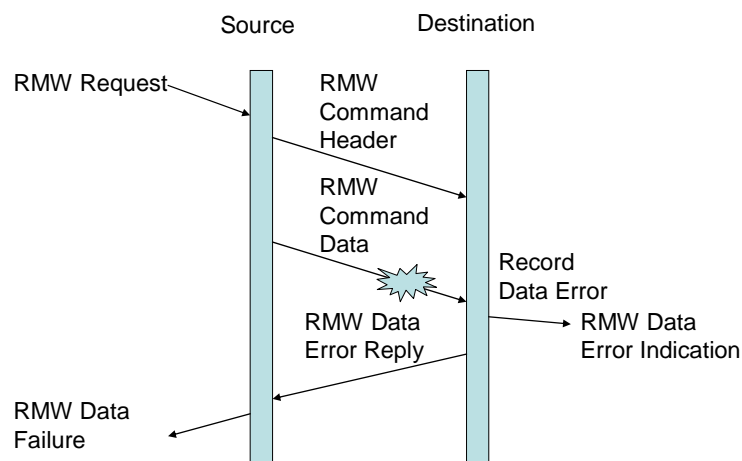 Source
Destination
RMW Request
RMW
Command
Header
RMW
Command
Data
Record
Data Error
RMW Data
Error Reply
RMW Data
Error Indication
RMW Data
Failure